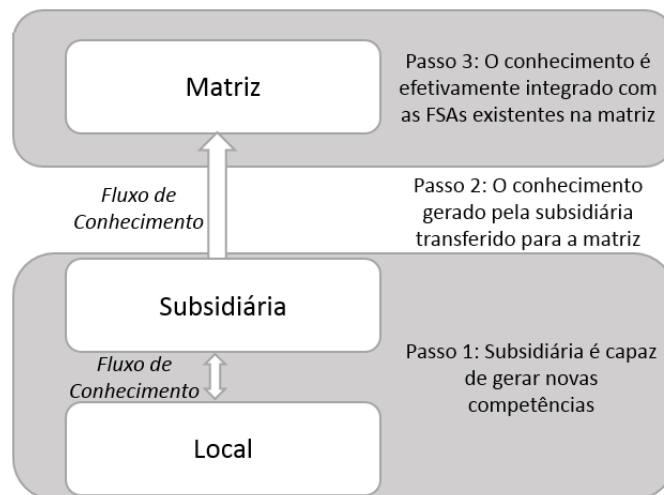 Matriz
Passo 3: O conhecimento é
efetivamente integrado com
as FSAs existentes na matriz
Fluxo de
Conhecimento
Passo 2: O conhecimento
gerado pela subsidiária
transferido para a matriz
Subsidiária
Fluxo de
Conhecimento
Passo 1: Subsidiária é capaz
de gerar novas
competências
Local